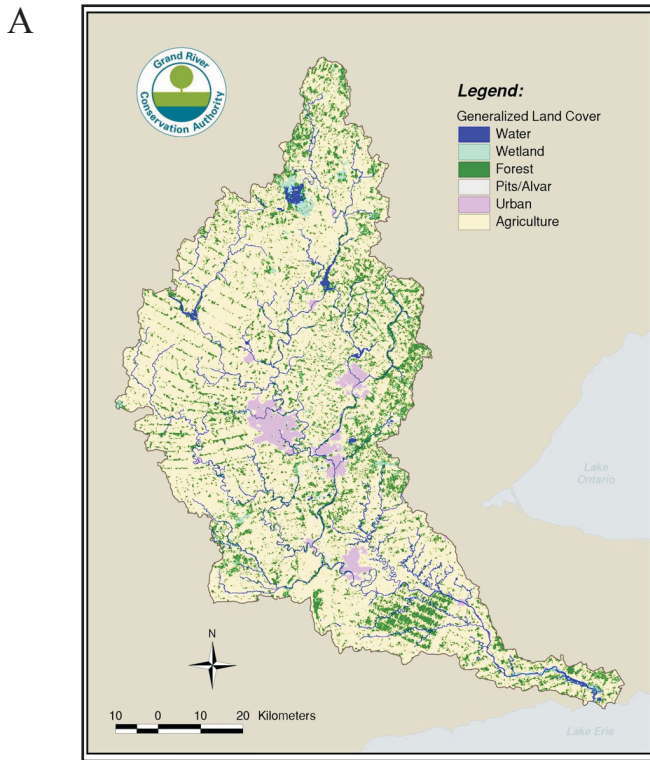 A
Grand River
Conservation Authority
Legend:
Generalized Land Cover
Water
Wetland
Forest
Pits/Alvar
Urban
Agriculture
Lake
Ontario
N
10 0 10 20 Kilometers
Lake Erie